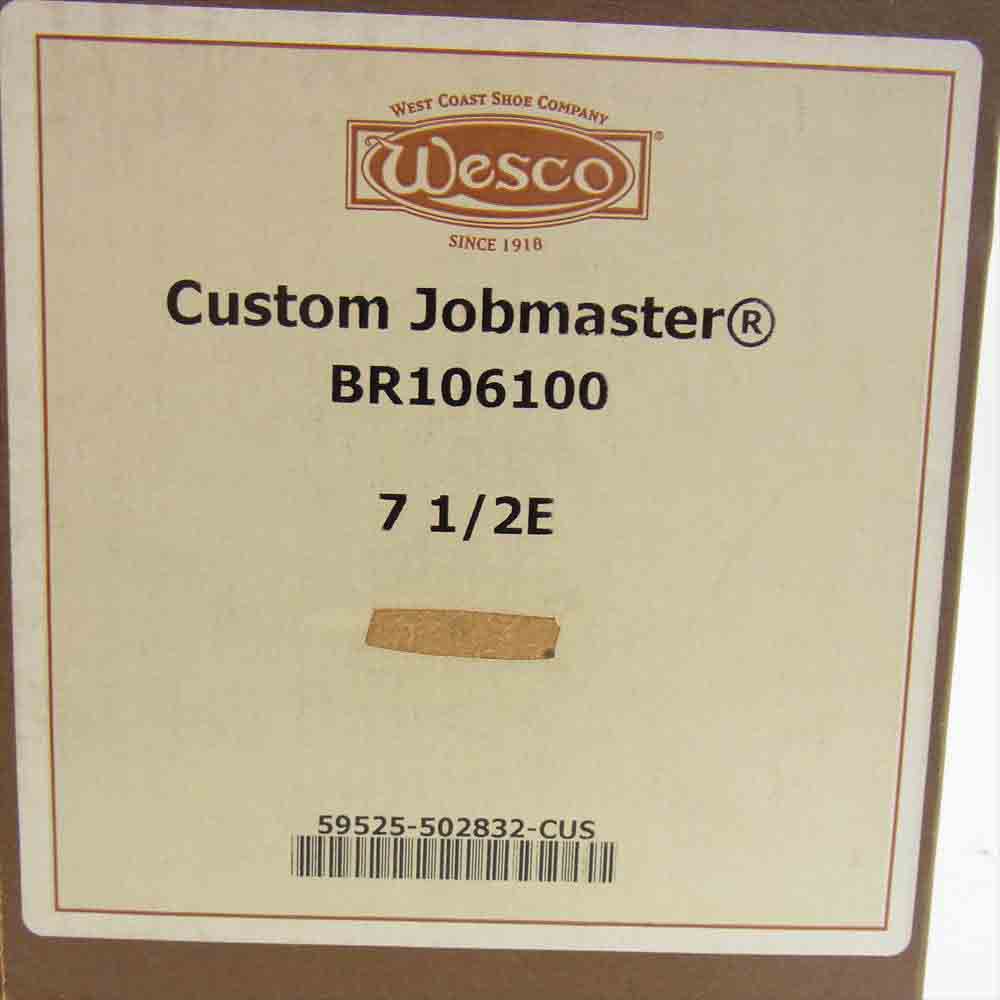 WEST COAST SHOE COMPANY
Wesco®
SINCE 1918
Custom Jobmaster®
BR106100
7 1/2E
59525-502832-CUS